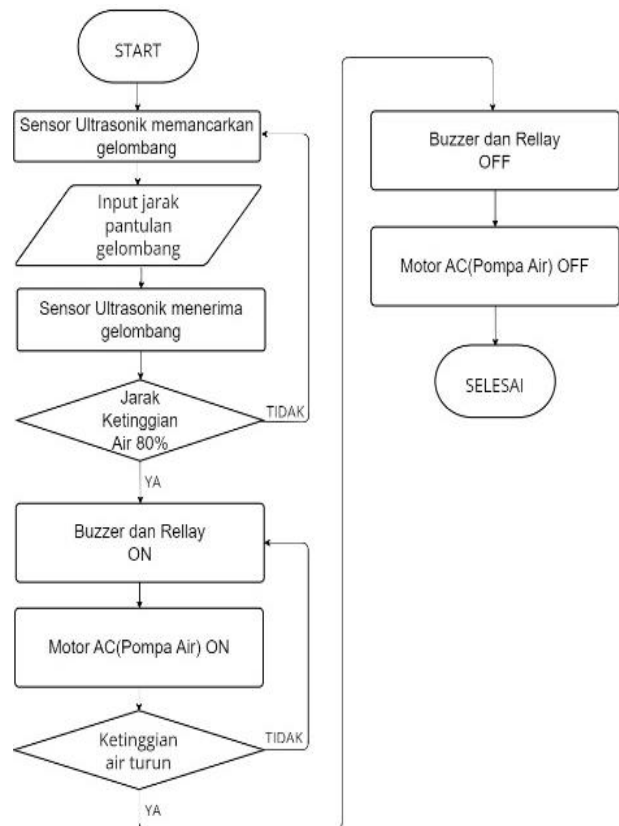 START
Sensor Ultrasonik memancarkan
gelombang
Input jarak
pantulan
gelombang
Sensor Ultrasonik menerima
gelombang
Jarak
Ketinggian
Air 80%
TIDAK
YA
Buzzer dan Rellay
ON
Motor AC(Pompa Air) ON
Ketinggian
air turun
TIDAK
YA
Buzzer dan Rellay
OFF
Motor AC(Pompa Air) OFF
SELESAI